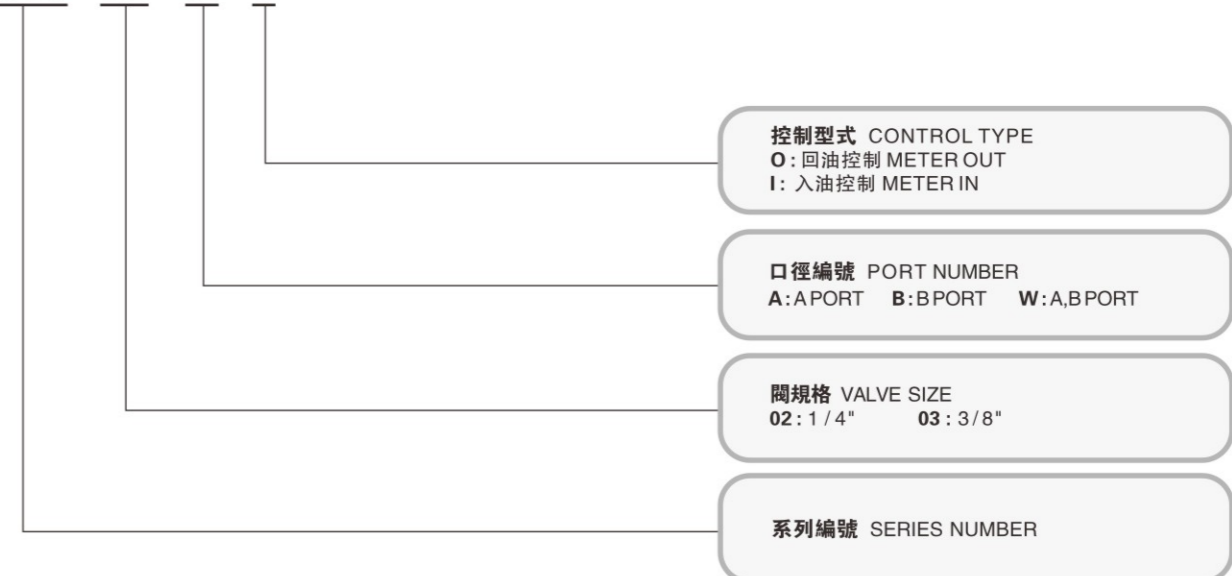 控制型式 CONTROL TYPE
O : 回油控制 METER OUT
I : 入油控制 METER IN
口徑編號 PORT NUMBER
A : A PORT B : B PORT W : A,B PORT
閥規格 VALVE SIZE
02 : 1 / 4" 03 : 3 / 8"
系列編號 SERIES NUMBER